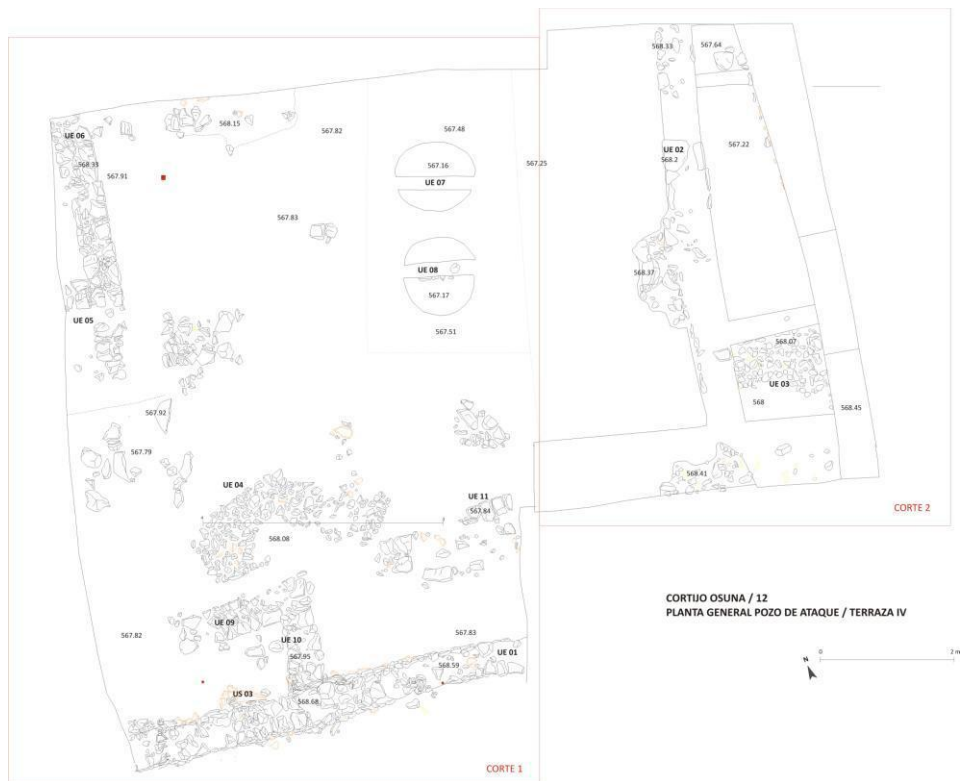 568.33
567.64
UE 06
568.15
567.82
567.48
567.22
UE 02
568.2
568.33
567.91
567.16
567.25
UE 07
567.83
568.37
UE 08
567.17
UE 05
567.51
568.07
UE 03
568
568.45
567.92
567.79
568.41
UE 04
UE 11
567.84
CORTE 2
568.08
CORTIJO OSUNA / 12
PLANTA GENERAL POZO DE ATAQUE / TERRAZA IV
UE 09
567.82
567.83
UE 10
UE 01
567.95
568.59
N
0
2 m
US 03
568.68
CORTE 1